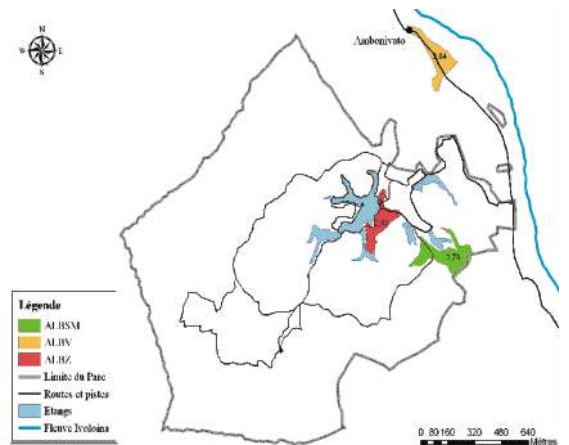 N
W E
S
Ambonivato
Légende
ALBSM
ALBV
ALBZ
Limite du Parc
Routes et pistes
Etangs
Fleuve Ivoloina
0 80 160 320 480 640
Mètres